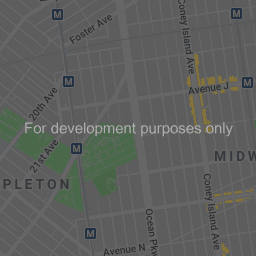 Foster Ave
Coney Island Ave
M
M
M
Avenue J
20th Ave
For development purposes only
21st Ave
M
MIDW
PLETON
Coney Island Ave
Ocean Pkw
M
M
Avenue N